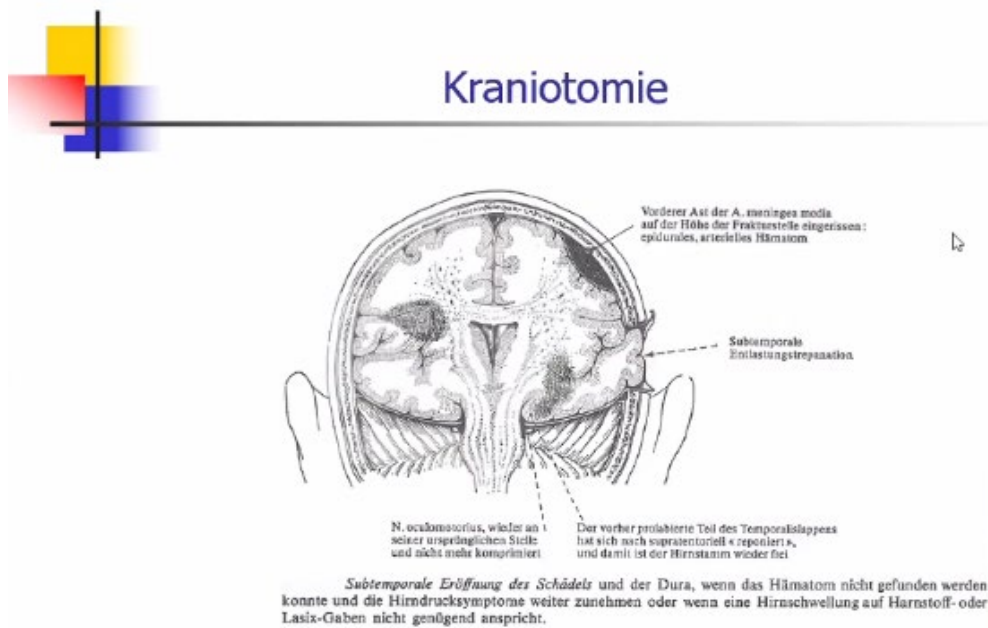 Kraniotomie
Vorderer Ast der A. meningea media
auf der Höhe der Frakturstelle eingerissen:
epidurales, arterielles Hämatom
Subtemporale
Entlastungstrepanation
N. oculomotorius, wieder an
seiner ursprünglichen Stelle
und nicht mehr komprimiert
Der vorher prolabierte Teil des Temporalislappens
hat sich nach supratentoriell «reponiert»,
und damit ist der Hirnstamm wieder frei
Subtemporale Eröffnung des Schädels und der Dura, wenn das Hämatom nicht gefunden werden
konnte und die Hirndrucksymptome weiter zunehmen oder wenn eine Hirnschwellung auf Harnstoff- oder
Lasix-Gaben nicht genügend anspricht.